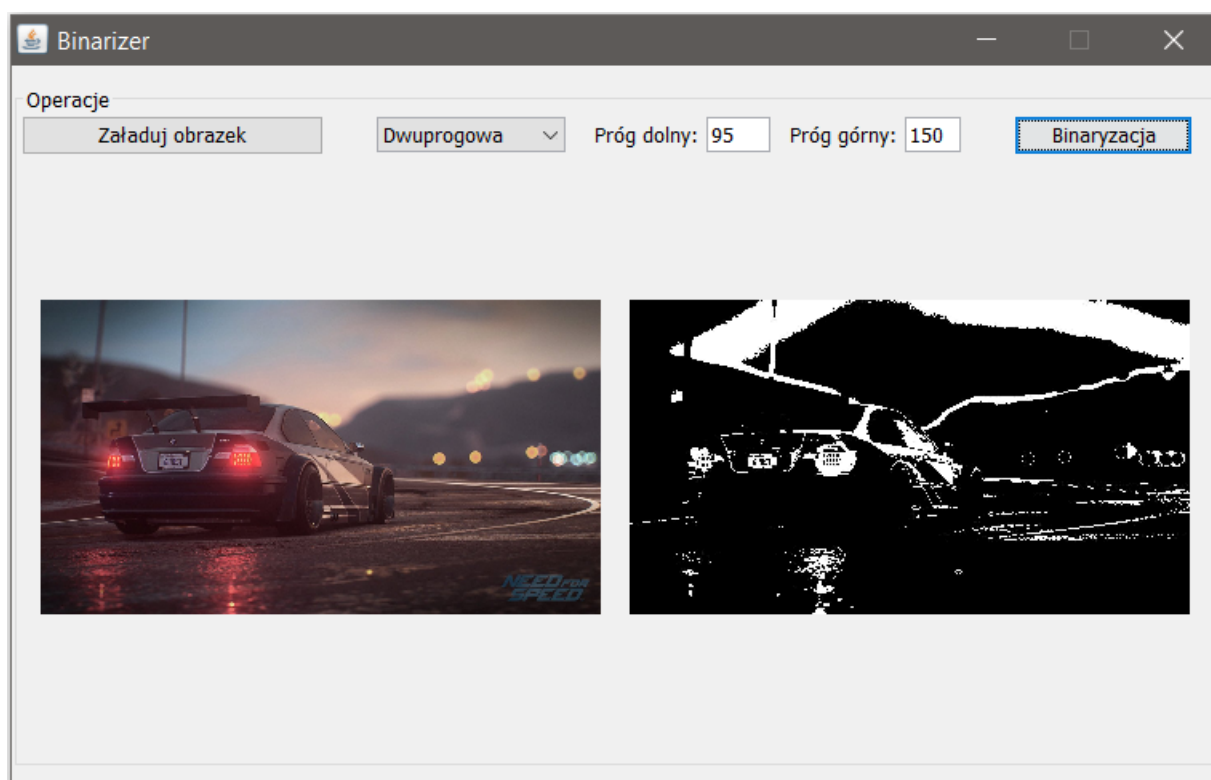 Binarizer
Operacje
Załaduj obrazek Dwuprogowa Próg dolny: 95 Próg górny: 150 Binaryzacja
NEED FOR
SPEED